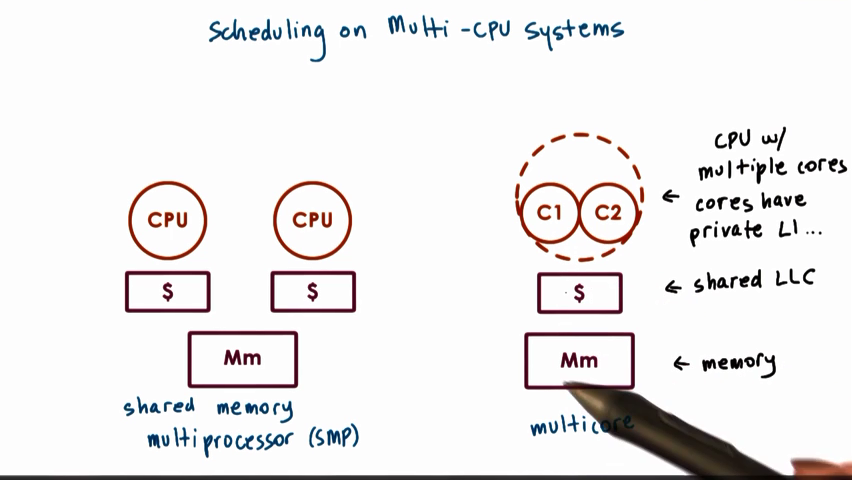 Scheduling on Multi-CPU Systems
CPU
CPU
$
$
Mm
shared memory
multiprocessor (SMP)
C1
C2
$
Mm
multicore
CPU w/
multiple cores
← cores have
private L1...
← shared LLC
← memory